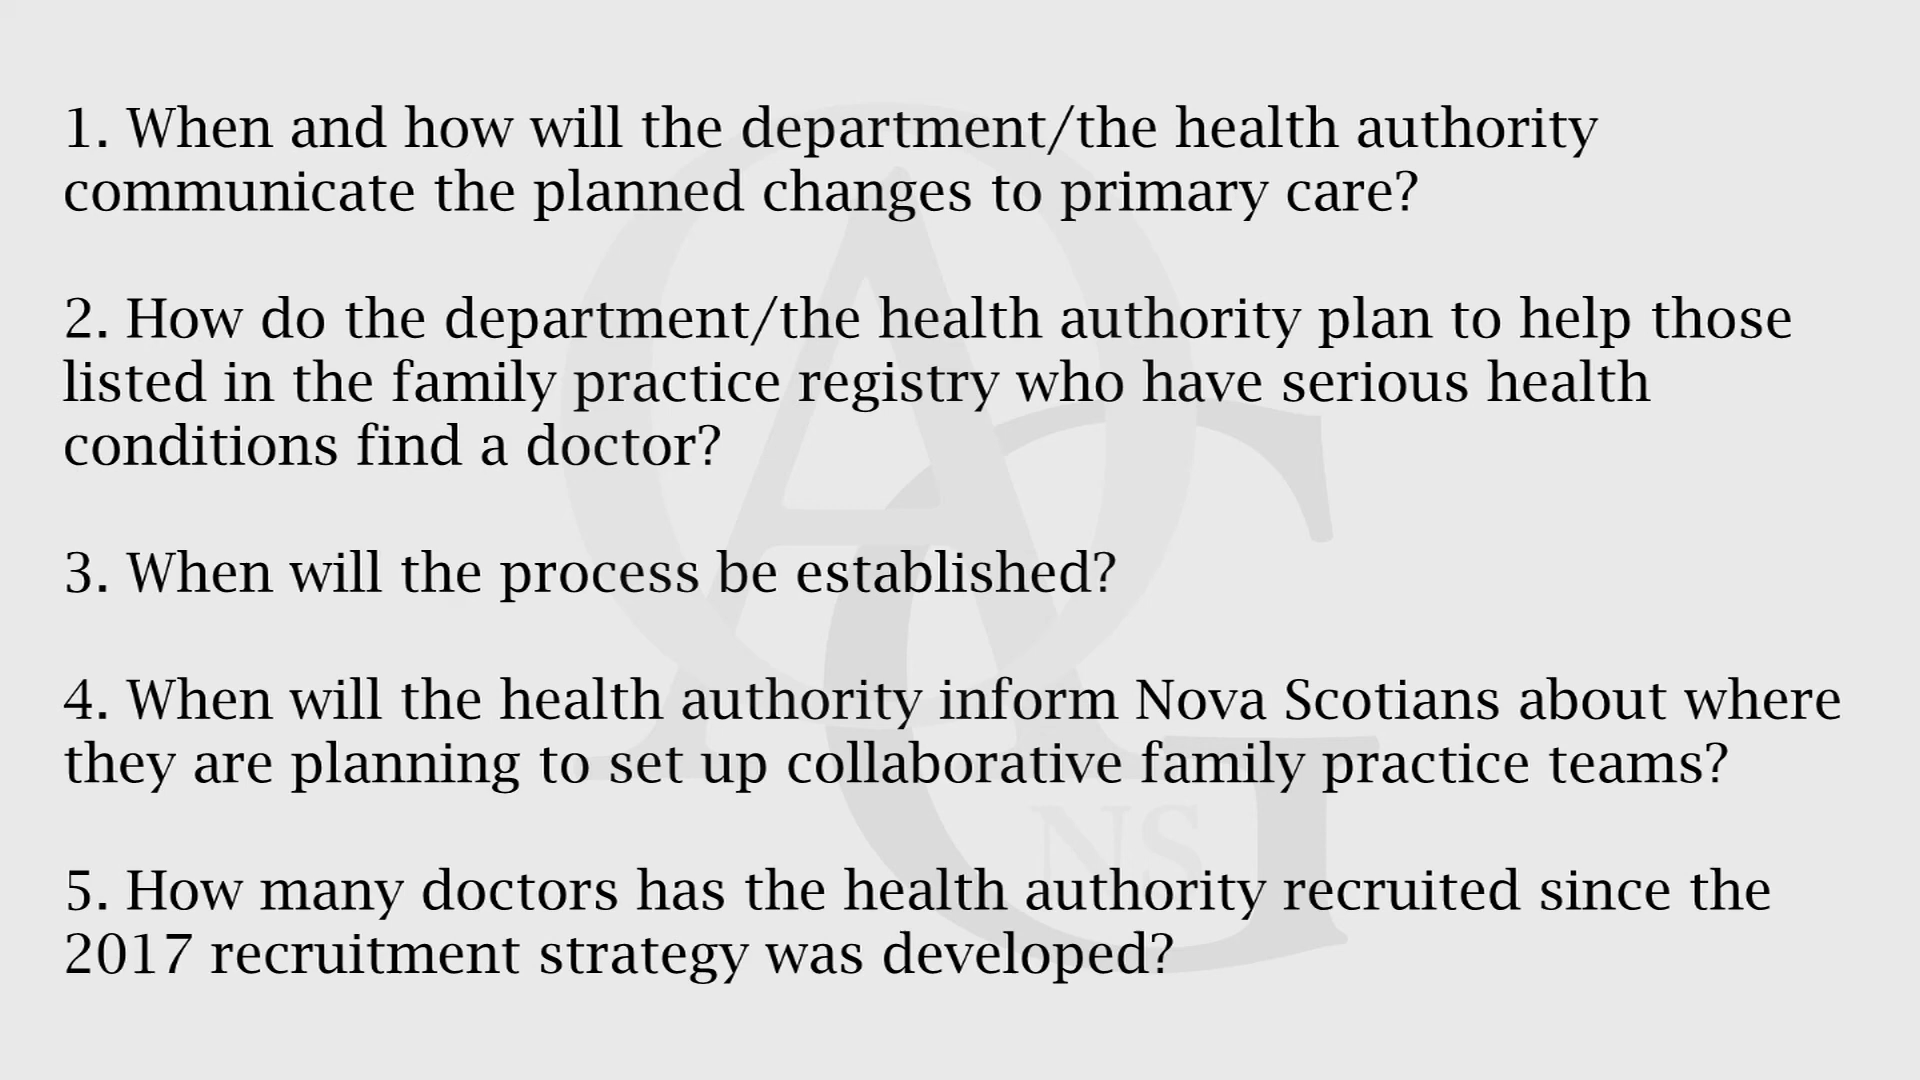 1. When and how will the department/the health authority
communicate the planned changes to primary care?
2. How do the department/the health authority plan to help those
listed in the family practice registry who have serious health
conditions find a doctor?
3. When will the process be established?
4. When will the health authority inform Nova Scotians about where
they are planning to set up collaborative family practice teams?
NS
5. How many doctors has the health authority recruited since the
2017 recruitment strategy was developed?
OAG